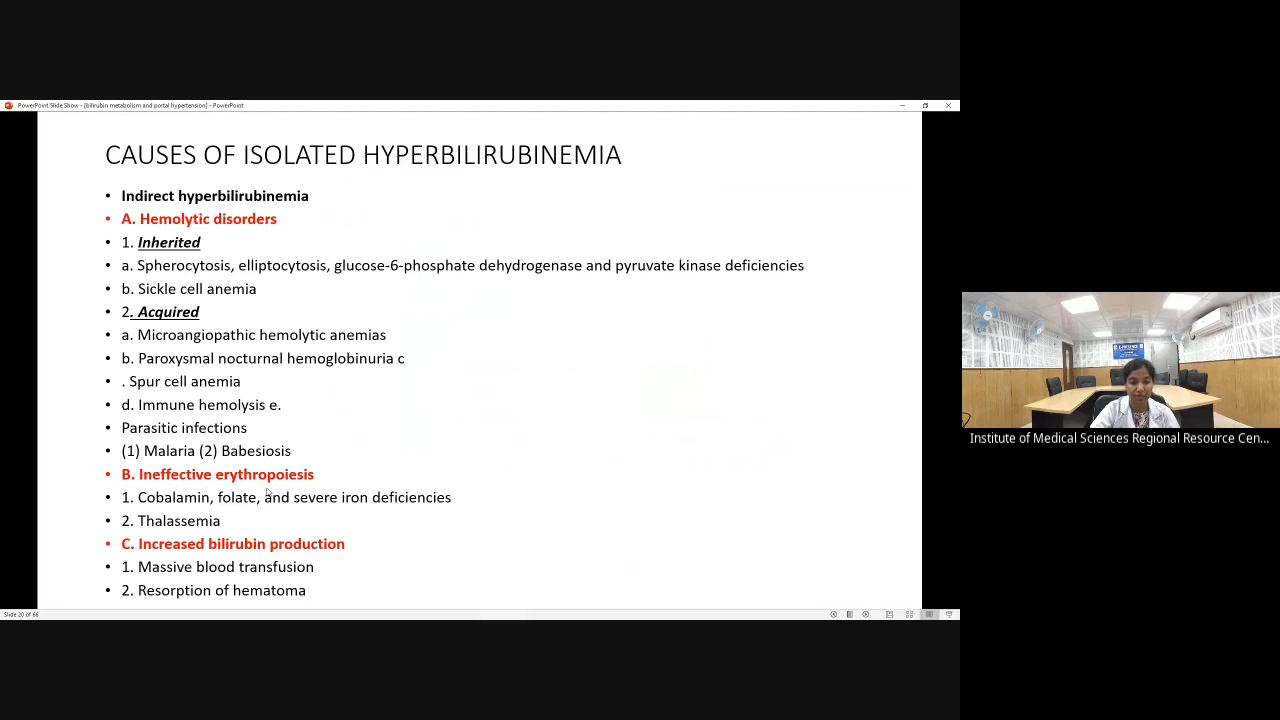 PowerPoint Slide Show - [bilirubin metabolism and portal hypertension] - PowerPoint
CAUSES OF ISOLATED HYPERBILIRUBINEMIA
• Indirect hyperbilirubinemia
• A. Hemolytic disorders
• 1. Inherited
• a. Spherocytosis, elliptocytosis, glucose-6-phosphate dehydrogenase and pyruvate kinase deficiencies
• b. Sickle cell anemia
• 2. Acquired
• a. Microangiopathic hemolytic anemias
• b. Paroxysmal nocturnal hemoglobinuria c
• . Spur cell anemia
• d. Immune hemolysis e.
• Parasitic infections
• (1) Malaria (2) Babesiosis
• B. Ineffective erythropoiesis
• 1. Cobalamin, folate, and severe iron deficiencies
• 2. Thalassemia
• C. Increased bilirubin production
• 1. Massive blood transfusion
• 2. Resorption of hematoma
Slide 20 of 66
Institute of Medical Sciences Regional Resource Cen...